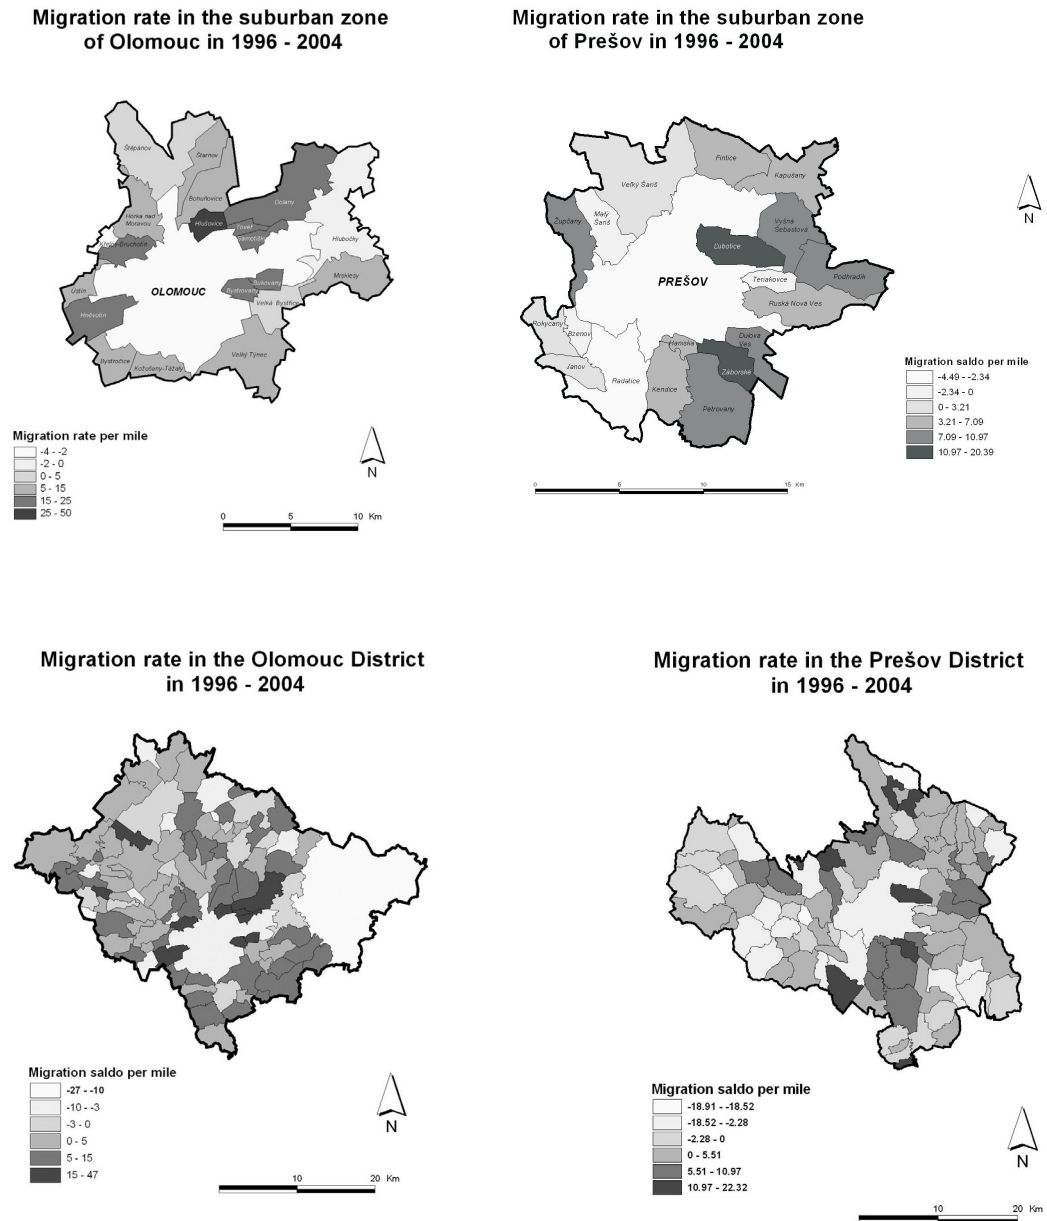 Migration rate in the suburban zone
of Olomouc in 1996 - 2004
Štěpánov
Štarnov
Bohuňovice
Dolany
Horka nad
Moravou
Hlušovice
Tovéř
Samotišky
Hlubočky
Křelov-Bruchotín
Mrsklesy
Ústín
OLOMOUC
Bukovany
Bystrovany
Velká Bystřice
Hněvotín
Velký Týnec
Bystročice
Kožušany-Tážaly
Migration rate per mile
-4 - -2
-2 - 0
0 - 5
5 - 15
15 - 25
25 - 50
N
0 5 10 Km
Migration rate in the suburban zone
of Prešov in 1996 - 2004
Fintice
Kapušany
Veľký Šariš
Župčany
Malý
Šariš
Vyšná
Šebastová
Ľubotice
PREŠOV
Teriakovce
Podhradík
Ruská Nová Ves
Rokycany
Bzenov
Haniska
Dulova
Ves
Janov
Radatice
Kendice
Záborské
Petrovany
N
Migration saldo per mile
-4.49 - -2.34
-2.34 - 0
0 - 3.21
3.21 - 7.09
7.09 - 10.97
10.97 - 20.39
0 5 10 15 Km
Migration rate in the Olomouc District
in 1996 - 2004
Migration saldo per mile
-27 - -10
-10 - -3
-3 - 0
0 - 5
5 - 15
15 - 47
N
10 20 Km
Migration rate in the Prešov District
in 1996 - 2004
Migration saldo per mile
-18.91 - -18.52
-18.52 - -2.28
-2.28 - 0
0 - 5.51
5.51 - 10.97
10.97 - 22.32
N
10 20 Km